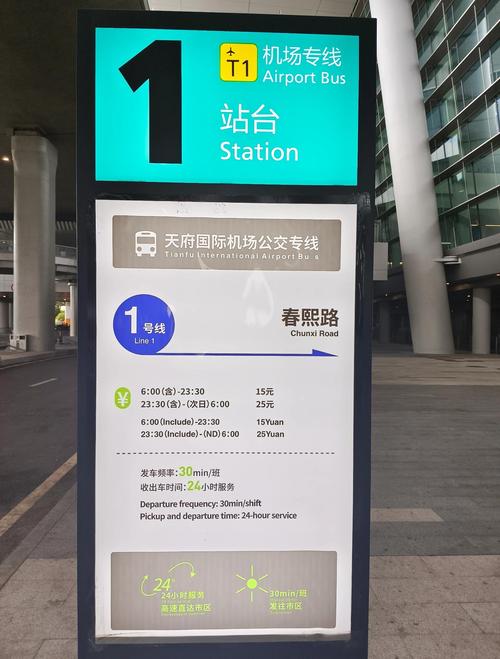 1
T1
机场专线
Airport Bus
站台
Station
天府国际机场公交专线
Tianfu International Airport Bu s
1号线
Line 1
春熙路
Chunxi Road
¥
6:00(含)-23:30 15元
23:30(含)-(次日)6:00 25元
6:00(Include)-23:30 15Yuan
23:30(Include)-(ND)6:00 25Yuan
发车频率:30min/班
收出车时间:24小时服务
Departure frequency: 30min/shift
Pickup and departure time: 24-hour service
24
24小时服务
高速直达市区
30min/班
发往市区